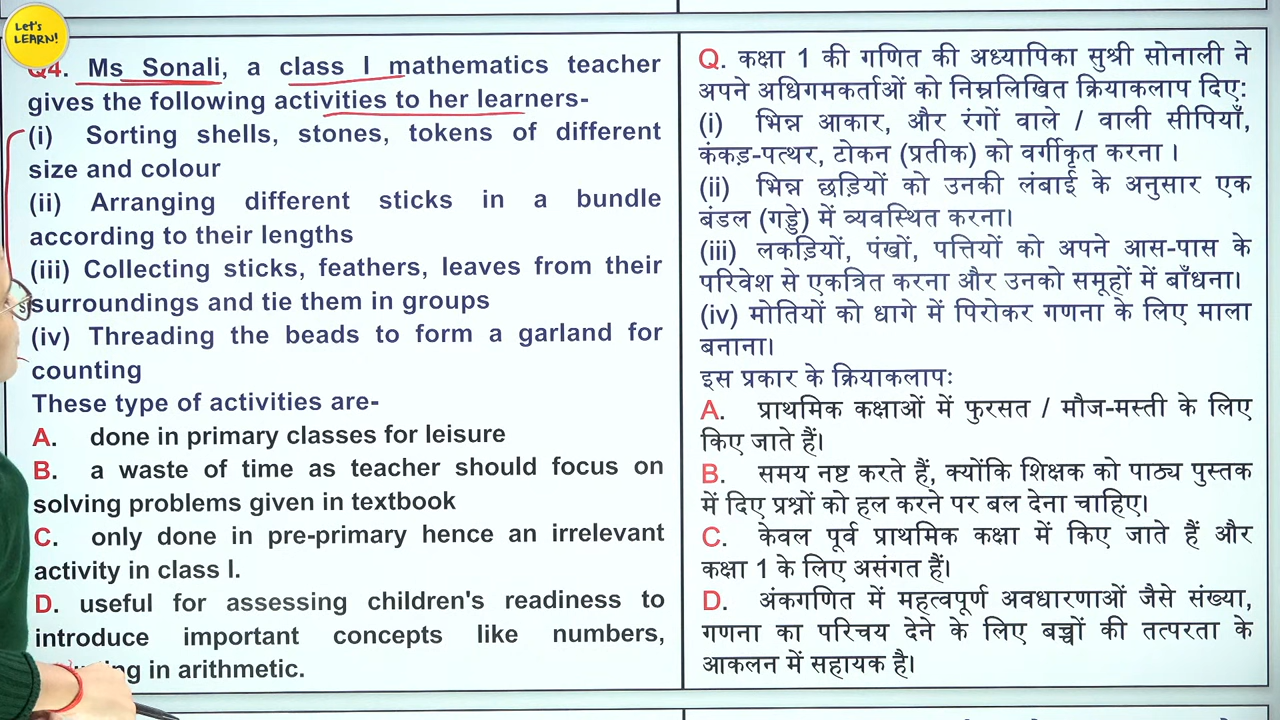 Let's
LEARN!
Q4. Ms Sonali, a class I mathematics teacher
gives the following activities to her learners-
(i) Sorting shells, stones, tokens of different
size and colour
(ii) Arranging different sticks in a bundle
according to their lengths
(iii) Collecting sticks, feathers, leaves from their
surroundings and tie them in groups
(iv) Threading the beads to form a garland for
counting
These type of activities are-
A. done in primary classes for leisure
B. a waste of time as teacher should focus on
solving problems given in textbook
C. only done in pre-primary hence an irrelevant
activity in class I.
D. useful for assessing children's readiness to
introduce important concepts like numbers,
in arithmetic.
Q. कक्षा 1 की गणित की अध्यापिका सुश्री सोनाली ने
अपने अधिगमकर्ताओं को निम्नलिखित क्रियाकलाप दिए:
(i) भिन्न आकार, और रंगों वाले / वाली सीपियाँ,
कंकड़-पत्थर, टोकन (प्रतीक) को वर्गीकृत करना ।
(ii) भिन्न छड़ियों को उनकी लंबाई के अनुसार एक
बंडल (गड्डे) में व्यवस्थित करना।
(iii) लकड़ियों, पंखों, पत्तियों को अपने आस-पास के
परिवेश से एकत्रित करना और उनको समूहों में बाँधना।
(iv) मोतियों को धागे में पिरोकर गणना के लिए माला
बनाना।
इस प्रकार के क्रियाकलाप:
A. प्राथमिक कक्षाओं में फुरसत / मौज-मस्ती के लिए
किए जाते हैं।
B. समय नष्ट करते हैं, क्योंकि शिक्षक को पाठ्य पुस्तक
में दिए प्रश्नों को हल करने पर बल देना चाहिए।
C. केवल पूर्व प्राथमिक कक्षा में किए जाते हैं और
कक्षा 1 के लिए असंगत हैं।
D. अंकगणित में महत्वपूर्ण अवधारणाओं जैसे संख्या,
गणना का परिचय देने के लिए बच्चों की तत्परता के
आकलन में सहायक है।